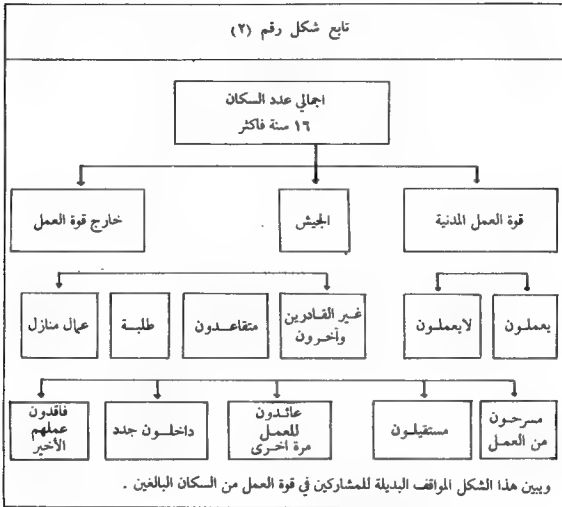 تابع شكل رقم (٢)
اجمالي عدد السكان
١٦ سنة فاكثر
قوة العمل المدنية
الجيش
خارج قوة العمل
يعملون
لايعملون
غير القادرين
وآخرون
متقاعدون
طلبة
عمال منازل
مسرحون
من العمل
مستقيلون
عائدون
للعمل
مرة اخرى
داخلون جدد
فاقدون
عملهم
الأخير
ويبين هذا الشكل المواقف البديلة للمشاركين في قوة العمل من السكان البالغين .